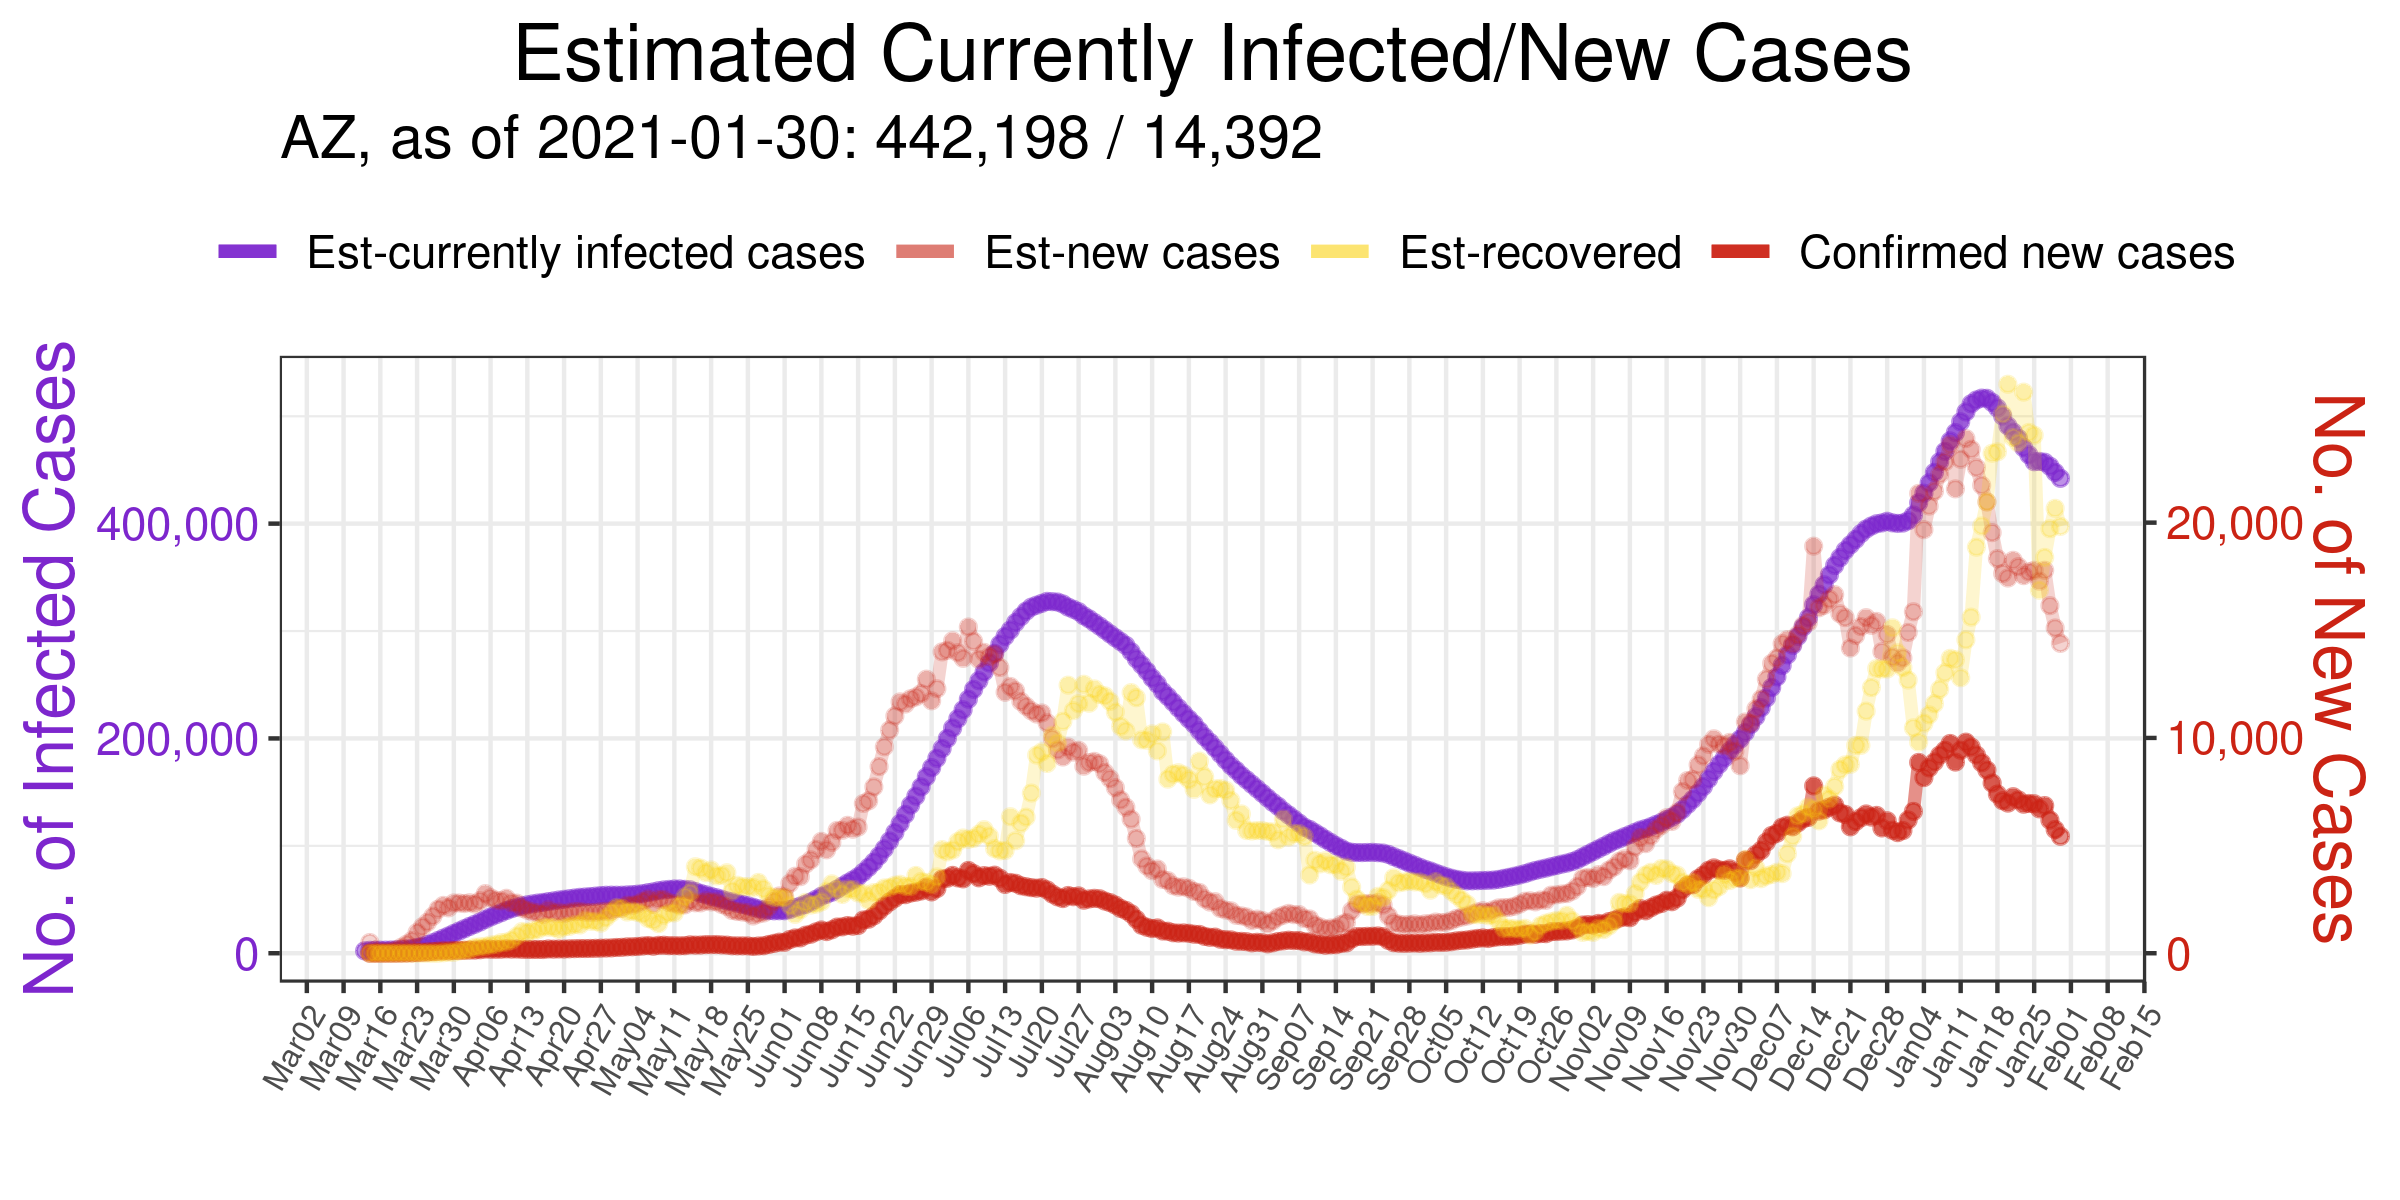 Estimated Currently Infected/New Cases
AZ, as of 2021-01-30: 442,198 / 14,392
Est-currently infected cases
Est-new cases
Est-recovered
Confirmed new cases
No. of Infected Cases
400,000
200,000
0
20,000
10,000
0
No. of New Cases
Mar02
Mar09
Mar16
Mar23
Mar30
Apr06
Apr13
Apr20
Apr27
May04
May11
May18
May25
Jun01
Jun08
Jun15
Jun22
Jun29
Jul06
Jul13
Jul20
Jul27
Aug03
Aug10
Aug17
Aug24
Aug31
Sep07
Sep14
Sep21
Sep28
Oct05
Oct12
Oct19
Oct26
Nov02
Nov09
Nov16
Nov23
Nov30
Dec07
Dec14
Dec21
Dec28
Jan04
Jan11
Jan18
Jan25
Feb01
Feb08
Feb15